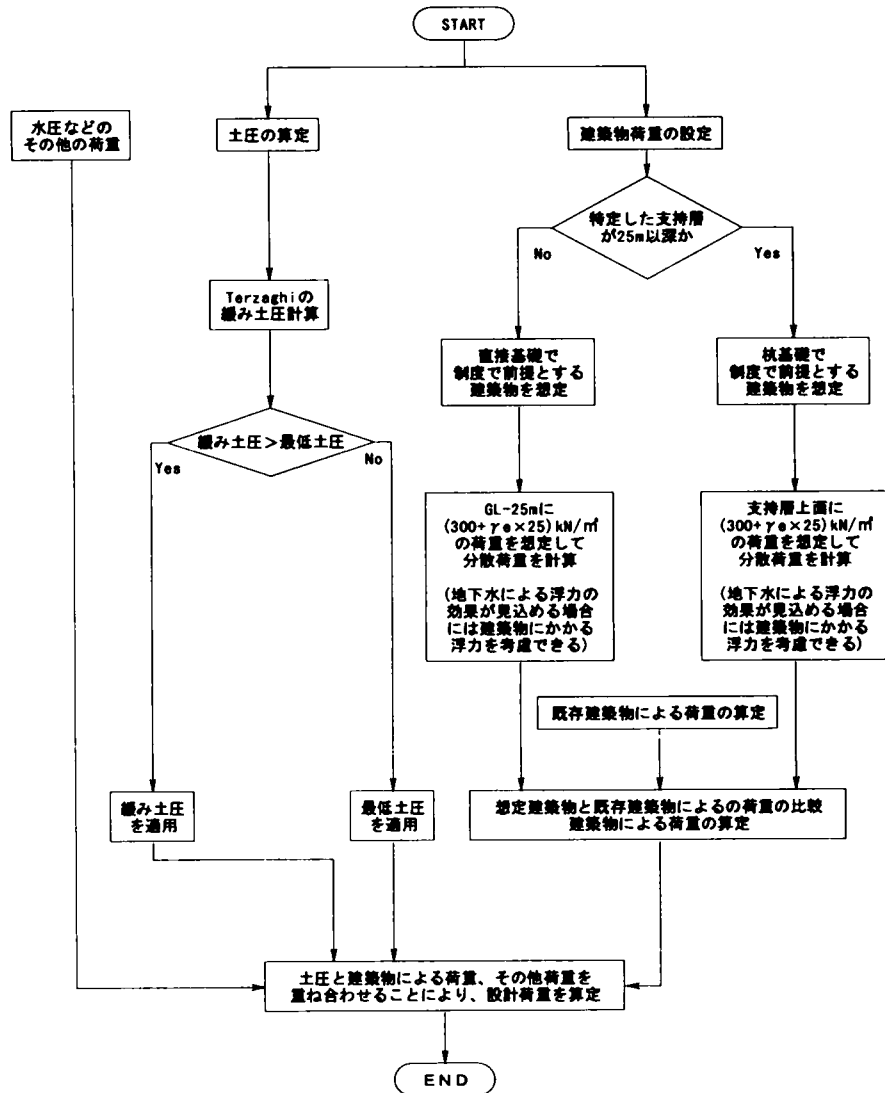 START
水圧などの
その他の荷重
土圧の算定
建築物荷重の設定
特定した支持層
が25m以深か
No
Yes
Terzaghiの
緩み土圧計算
直接基礎で
制度で前提とする
建築物を想定
杭基礎で
制度で前提とする
建築物を想定
緩み土圧>最低土圧
Yes
No
GL-25mに
(300+γe×25)kN/㎡
の荷重を想定して
分散荷重を計算
(地下水による浮力の
効果が見込める場合
には建築物にかかる
浮力を考慮できる)
支持層上面に
(300+γe×25)kN/㎡
の荷重を想定して
分散荷重を計算
(地下水による浮力の
効果が見込める場合
には建築物にかかる
浮力を考慮できる)
既存建築物による荷重の算定
緩み土圧
を適用
最低土圧
を適用
想定建築物と既存建築物によるの荷重の比較
建築物による荷重の算定
土圧と建築物による荷重、その他荷重を
重ね合わせることにより、設計荷重を算定
END